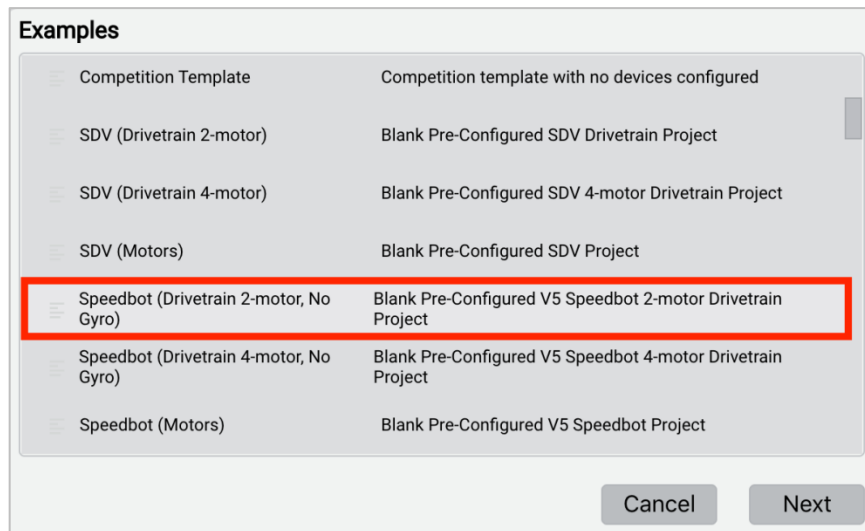 Examples
Competition Template Competition template with no devices configured
SDV (Drivetrain 2-motor) Blank Pre-Configured SDV Drivetrain Project
SDV (Drivetrain 4-motor) Blank Pre-Configured SDV 4-motor Drivetrain Project
SDV (Motors) Blank Pre-Configured SDV Project
Speedbot (Drivetrain 2-motor, No Blank Pre-Configured V5 Speedbot 2-motor Drivetrain
Gyro) Project
Speedbot (Drivetrain 4-motor, No Blank Pre-Configured V5 Speedbot 4-motor Drivetrain
Gyro) Project
Speedbot (Motors) Blank Pre-Configured V5 Speedbot Project
Cancel Next